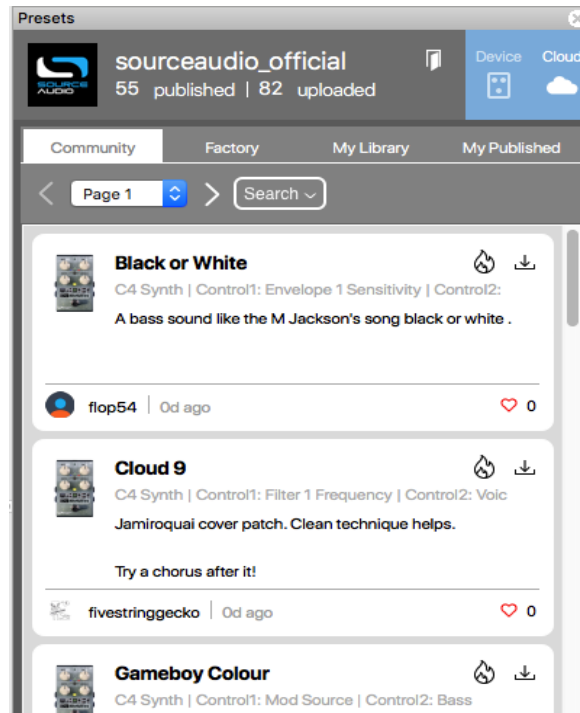 Presets
SOURCE
AUDIO
sourceaudio_official
55 published | 82 uploaded
Device
Cloud
Community
Factory
My Library
My Published
Page 1
Search
Black or White
C4 Synth | Control1: Envelope 1 Sensitivity | Control2:
A bass sound like the M Jackson's song black or white .
flop54
0d ago
0
Cloud 9
C4 Synth | Control1: Filter 1 Frequency | Control2: Voic
Jamiroquai cover patch. Clean technique helps.
Try a chorus after it!
fivestringgecko
0d ago
0
Gameboy Colour
C4 Synth | Control1: Mod Source | Control2: Bass